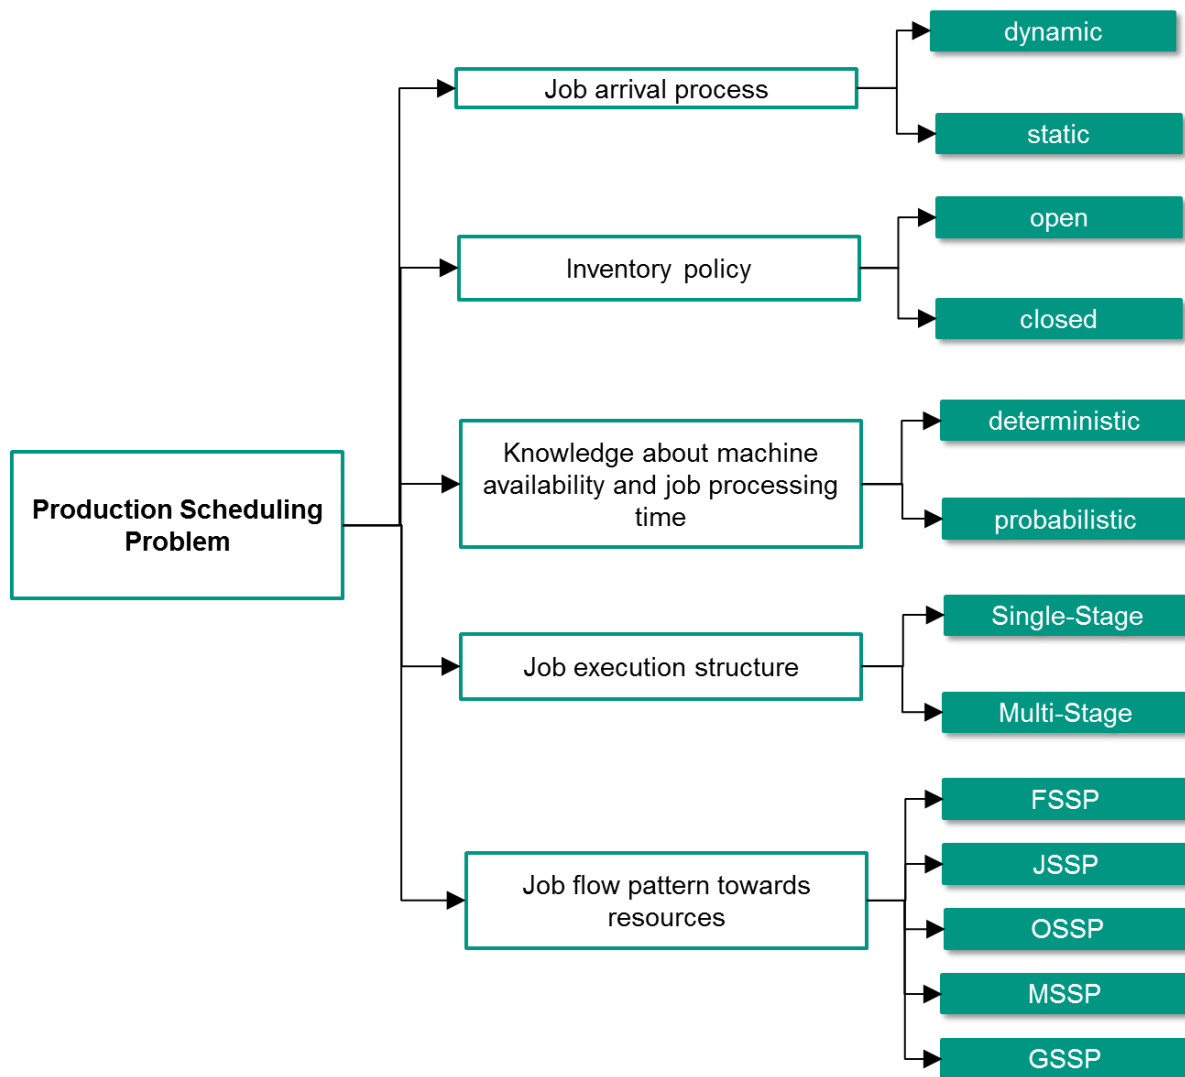 Production Scheduling
Problem
Job arrival process
dynamic
static
Inventory policy
open
closed
Knowledge about machine
availability and job processing
time
deterministic
probabilistic
Job execution structure
Single-Stage
Multi-Stage
Job flow pattern towards
resources
FSSP
JSSP
OSSP
MSSP
GSSP